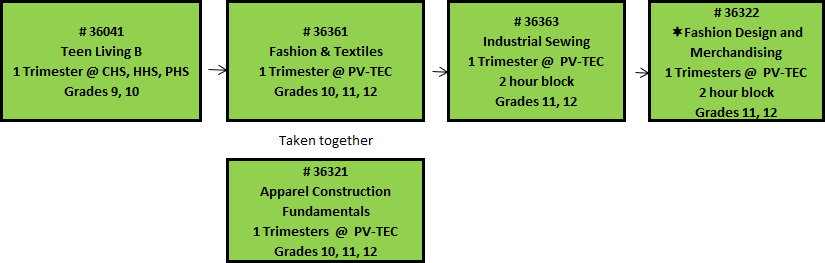 # 36041
Teen Living B
1 Trimester @ CHS, HHS, PHS
Grades 9, 10
# 36361
Fashion & Textiles
1 Trimester @ PV-TEC
Grades 10, 11, 12
Taken together
# 36321
Apparel Construction
Fundamentals
1 Trimesters @ PV-TEC
Grades 10, 11, 12
# 36363
Industrial Sewing
1 Trimester @ PV-TEC
2 hour block
Grades 11, 12
# 36322
✶Fashion Design and
Merchandising
1 Trimesters @ PV-TEC
2 hour block
Grades 11, 12